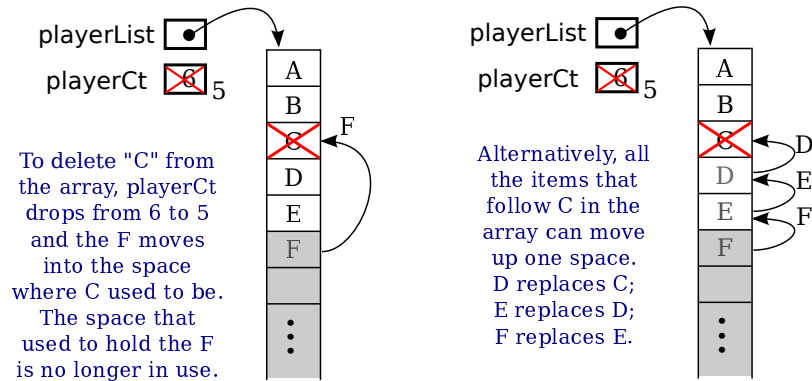 playerList
playerCt
6
5
A
B
C
D
E
F
F
To delete "C" from
the array, playerCt
drops from 6 to 5
and the F moves
into the space
where C used to be.
The space that
used to hold the F
is no longer in use.
playerList
playerCt
6
5
A
B
C
D
E
F
D
E
F
Alternatively, all
the items that
follow C in the
array can move
up one space.
D replaces C;
E replaces D;
F replaces E.